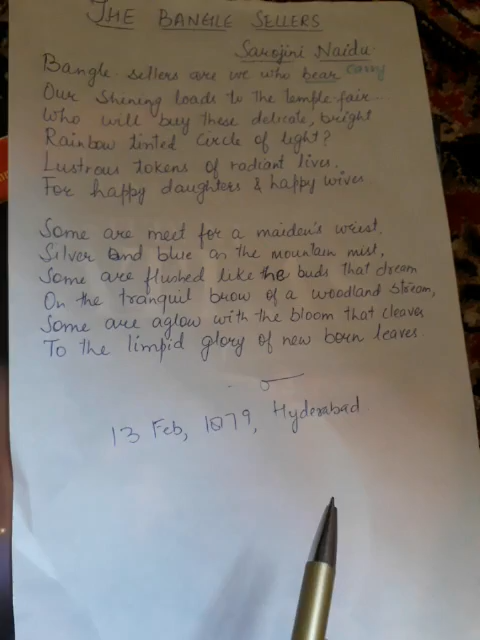 THE BANGLE SELLERS
Sarojini Naidu
Bangle-sellers are we who bear carry
Our shining loads to the temple fair...
Who will buy these delicate, bright
Rainbow tinted circle of light?
Lustrous tokens of radiant lives.
For happy daughters & happy wives
Some are meet for a maiden's wrist.
Silver and blue as the mountain mist,
Some are flushed like the buds that dream
On the tranquil brow of a woodland stream,
Some are aglow with the bloom that cleaves
To the limpid glory of new born leaves.
13 Feb, 1879, Hyderabad